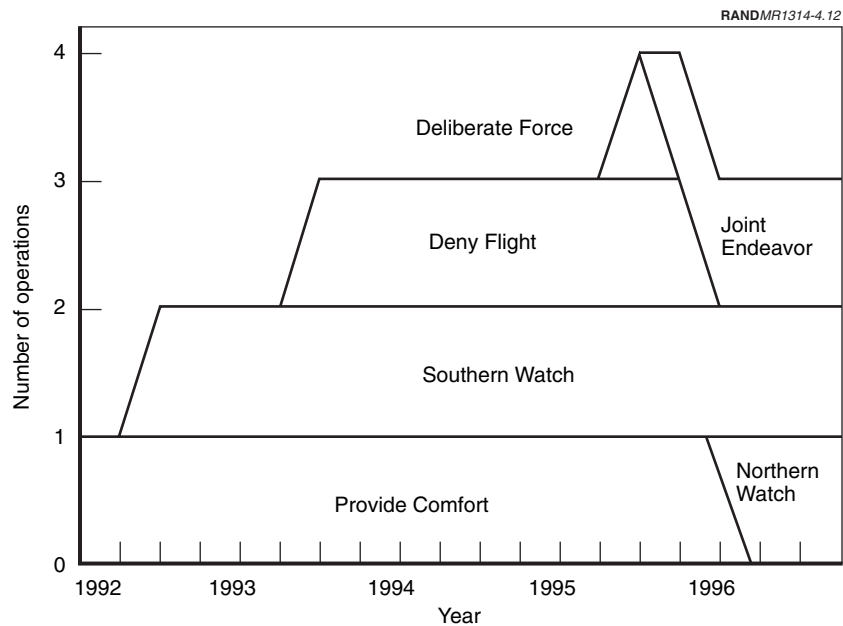 RANDMR1314-4.12
4
Deliberate Force
3
Joint
Endeavor
Deny Flight
2
Number of operations
Southern Watch
1
Northern
Watch
Provide Comfort
0
1992 1993 1994 1995 1996
Year